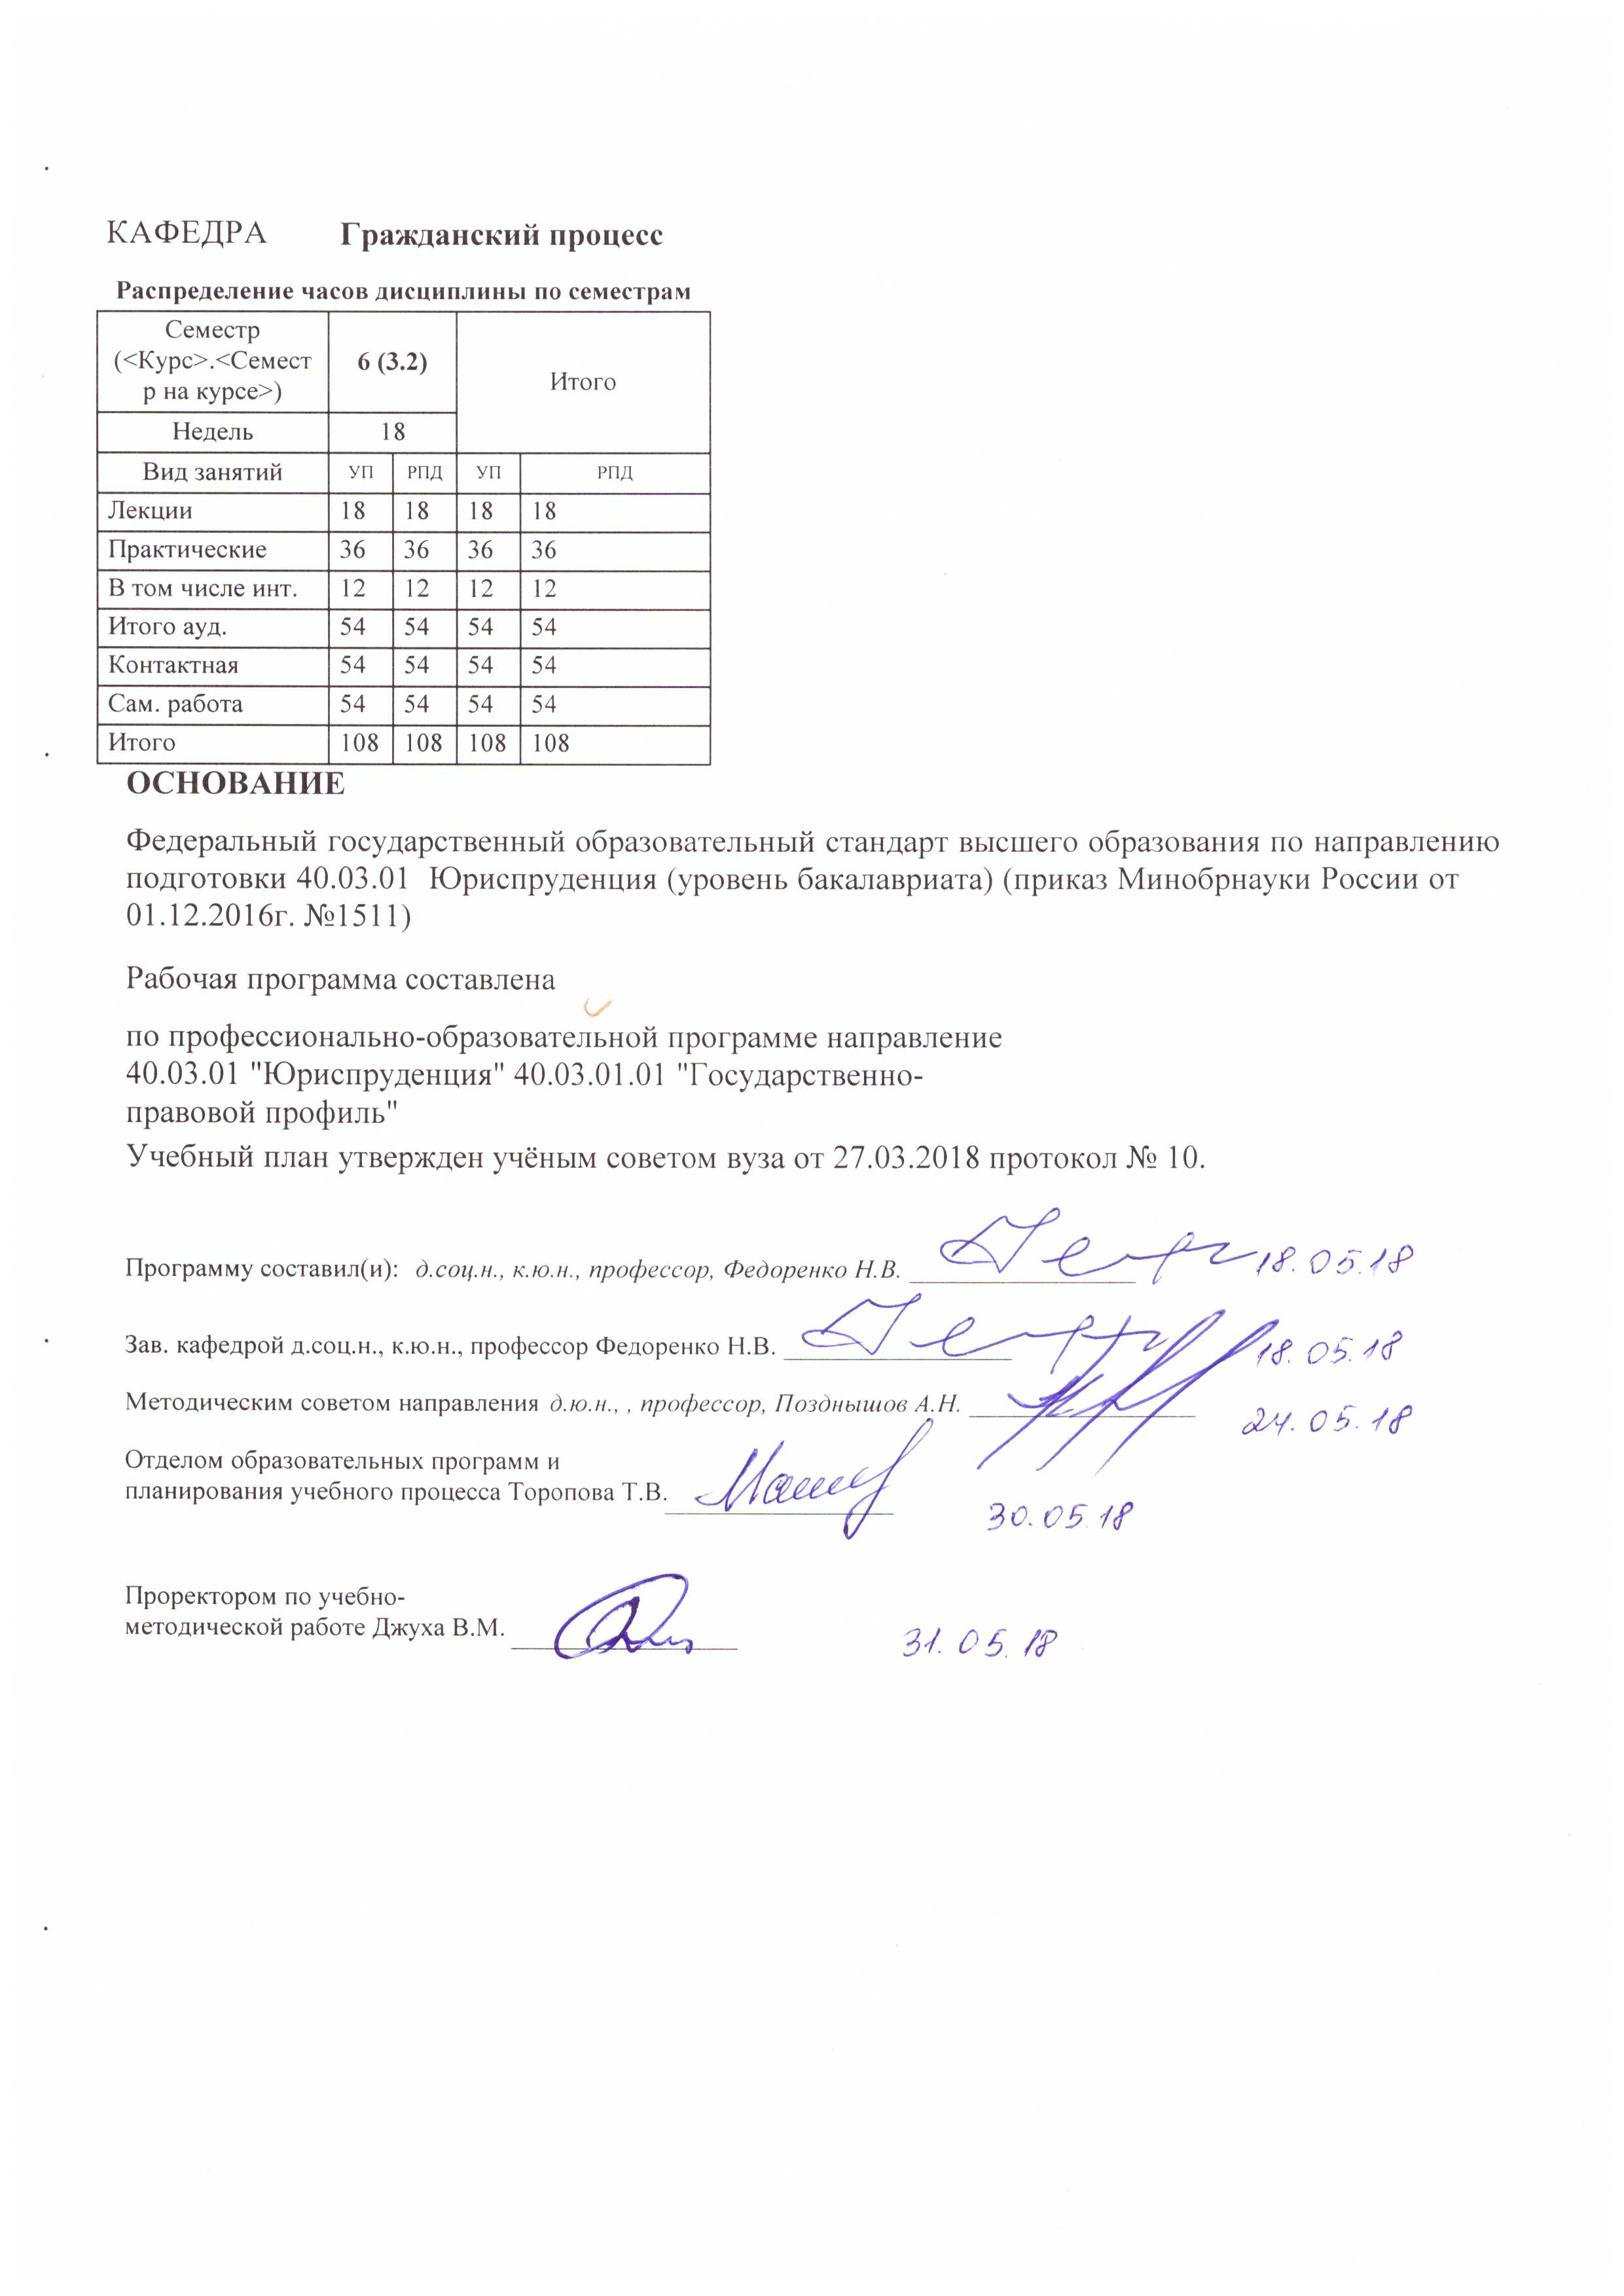 КАФЕДРА Гражданский процесс
Распределение часов дисциплины по семестрам
Семестр
(<Курс>.<Семест
р на курсе>)
6 (3.2)
Итого
Недель 18
Вид занятий УП РПД УП РПД
Лекции 18 18 18 18
Практические 36 36 36 36
В том числе инт. 12 12 12 12
Итого ауд. 54 54 54 54
Контактная 54 54 54 54
Сам. работа 54 54 54 54
Итого 108 108 108 108
ОСНОВАНИЕ
Федеральный государственный образовательный стандарт высшего образования по направлению
подготовки 40.03.01 Юриспруденция (уровень бакалавриата) (приказ Минобрнауки России от
01.12.2016г. №1511)
Рабочая программа составлена
по профессионально-образовательной программе направление
40.03.01 "Юриспруденция" 40.03.01.01 "Государственно-
правовой профиль"
Учебный план утвержден учёным советом вуза от 27.03.2018 протокол № 10.
Программу составил(и): д.соц.н., к.ю.н., профессор, Федоренко Н.В. 18.05.18
Зав. кафедрой д.соц.н., к.ю.н., профессор Федоренко Н.В. 18.05.18
Методическим советом направления д.ю.н., , профессор, Позднышов А.Н. 24.05.18
Отделом образовательных программ и
планирования учебного процесса Торопова Т.В. 30.05.18
Проректором по учебно-
методической работе Джуха В.М. 31.05.18